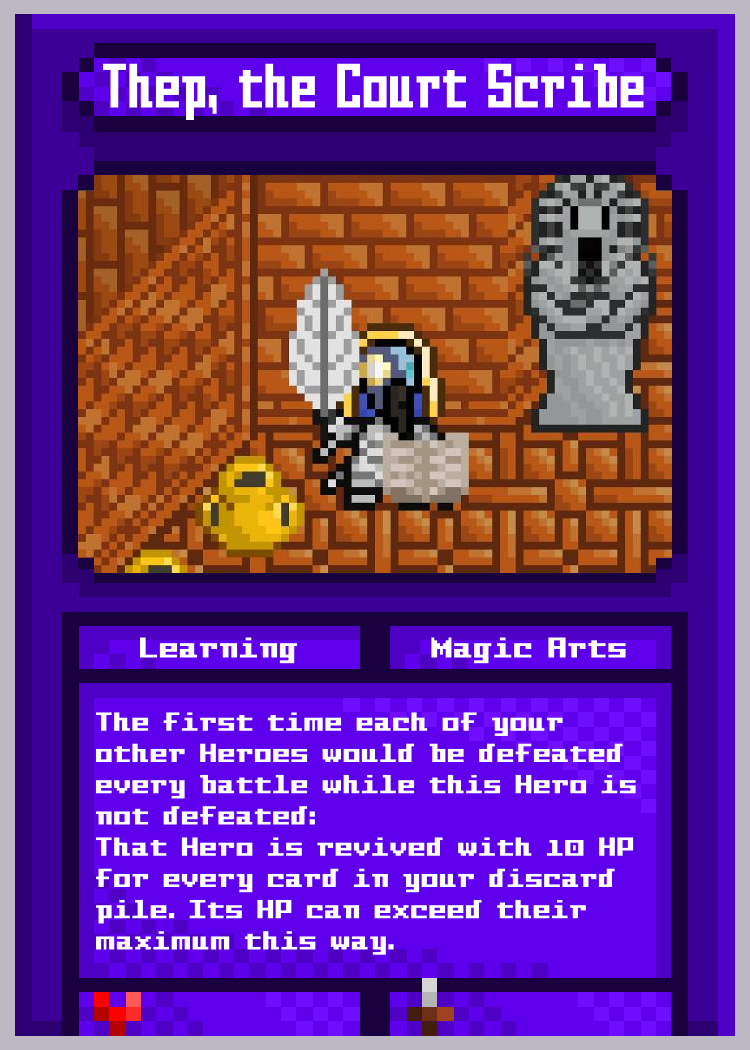 Thep, the Court Scribe
Learning
Magic Arts
The first time each of your
other Heroes would be defeated
every battle while this Hero is
not defeated:
That Hero is revived with 10 HP
for every card in your discard
pile. Its HP can exceed their
maximum this way.